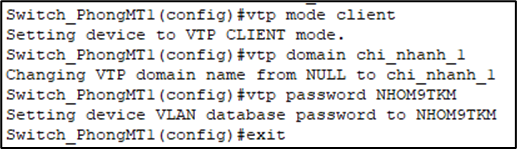 Switch_PhongMT1(config)#vtp mode client
Setting device to VTP CLIENT mode.
Switch_PhongMT1(config)#vtp domain chi_nhanh_1
Changing VTP domain name from NULL to chi_nhanh_1
Switch_PhongMT1(config)#vtp password NHOM9TKM
Setting device VLAN database password to NHOM9TKM
Switch_PhongMT1(config)#exit